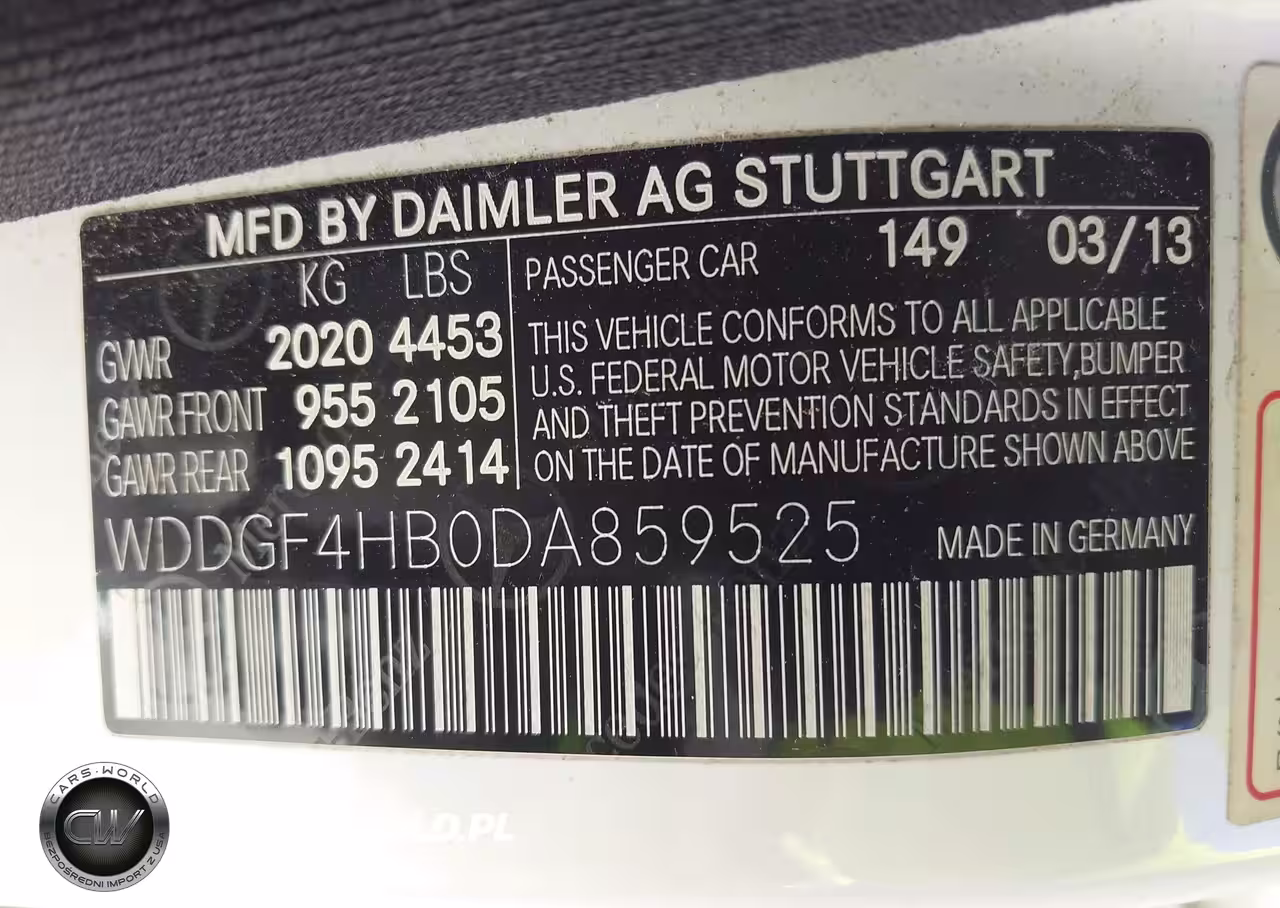 MFD BY DAIMLER AG STUTTGART
KG LBS
GVWR 2020 4453
GAWR FRONT 955 2105
GAWR REAR 1095 2414
PASSENGER CAR 149 03/13
THIS VEHICLE CONFORMS TO ALL APPLICABLE
U.S. FEDERAL MOTOR VEHICLE SAFETY,BUMPER
AND THEFT PREVENTION STANDARDS IN EFFECT
ON THE DATE OF MANUFACTURE SHOWN ABOVE
WDDGF4HB0DA859525 MADE IN GERMANY
CARS·WORLD
CW
BEZPOŚREDNI IMPORT Z USA